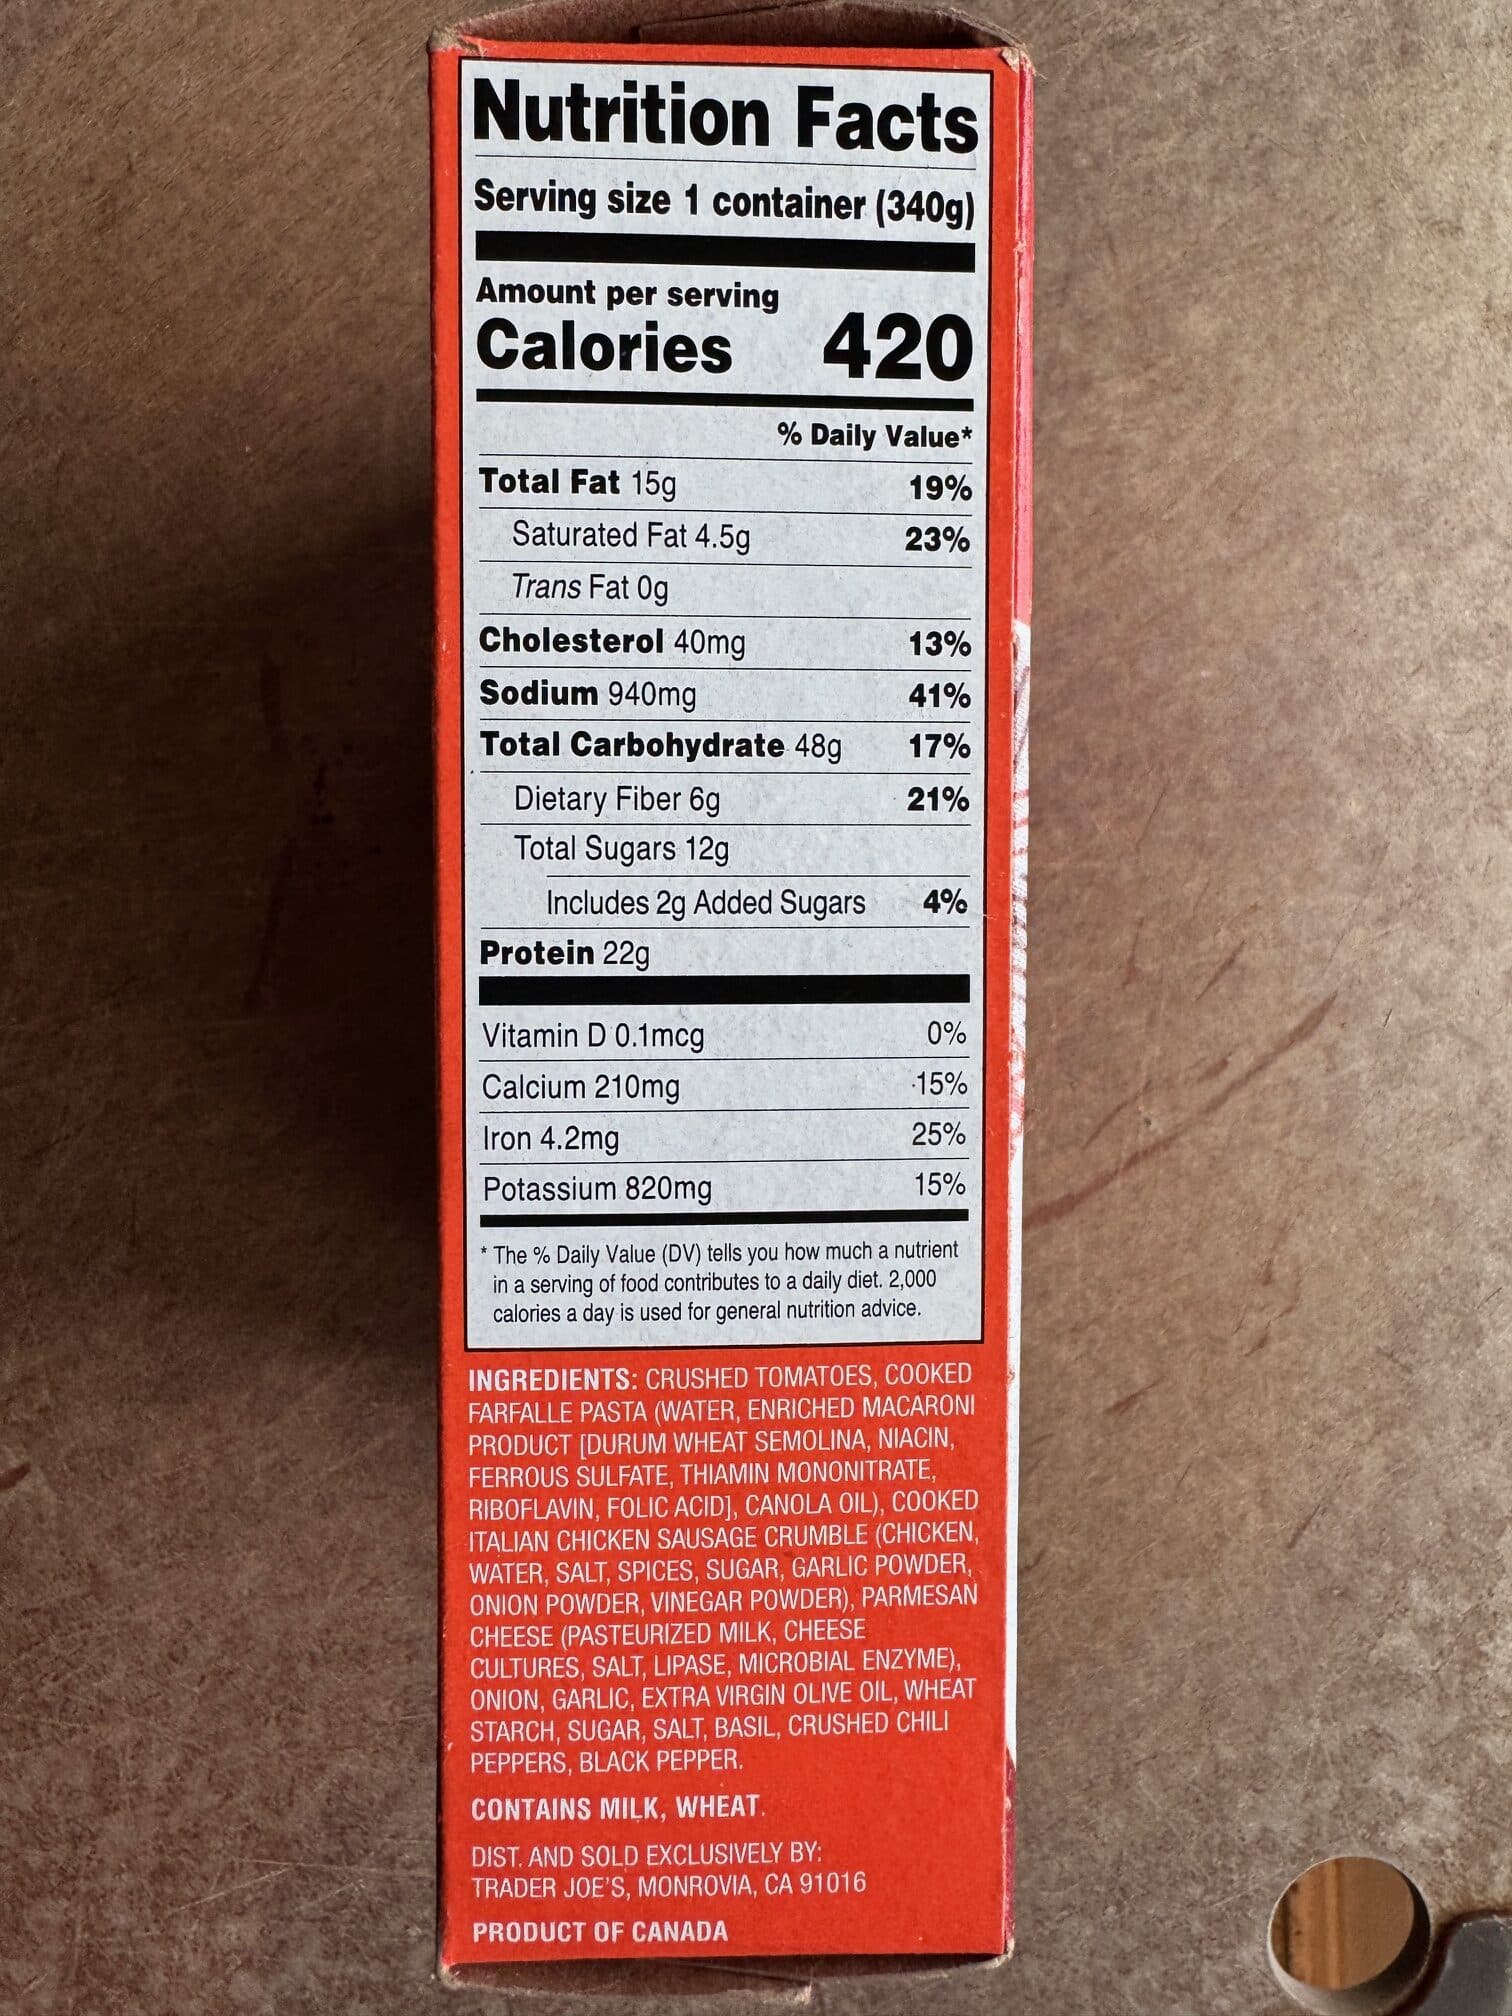 Nutrition Facts
Serving size 1 container (340g)
Amount per serving
Calories 420
% Daily Value*
Total Fat 15g 19%
Saturated Fat 4.5g 23%
Trans Fat 0g
Cholesterol 40mg 13%
Sodium 940mg 41%
Total Carbohydrate 48g 17%
Dietary Fiber 6g 21%
Total Sugars 12g
Includes 2g Added Sugars 4%
Protein 22g
Vitamin D 0.1mcg 0%
Calcium 210mg 15%
Iron 4.2mg 25%
Potassium 820mg 15%
* The % Daily Value (DV) tells you how much a nutrient
in a serving of food contributes to a daily diet. 2,000
calories a day is used for general nutrition advice.
INGREDIENTS: CRUSHED TOMATOES, COOKED
FARFALLE PASTA (WATER, ENRICHED MACARONI
PRODUCT [DURUM WHEAT SEMOLINA, NIACIN,
FERROUS SULFATE, THIAMIN MONONITRATE,
RIBOFLAVIN, FOLIC ACID], CANOLA OIL), COOKED
ITALIAN CHICKEN SAUSAGE CRUMBLE (CHICKEN,
WATER, SALT, SPICES, SUGAR, GARLIC POWDER,
ONION POWDER, VINEGAR POWDER), PARMESAN
CHEESE (PASTEURIZED MILK, CHEESE
CULTURES, SALT, LIPASE, MICROBIAL ENZYME),
ONION, GARLIC, EXTRA VIRGIN OLIVE OIL, WHEAT
STARCH, SUGAR, SALT, BASIL, CRUSHED CHILI
PEPPERS, BLACK PEPPER.
CONTAINS MILK, WHEAT.
DIST. AND SOLD EXCLUSIVELY BY:
TRADER JOE'S, MONROVIA, CA 91016
PRODUCT OF CANADA